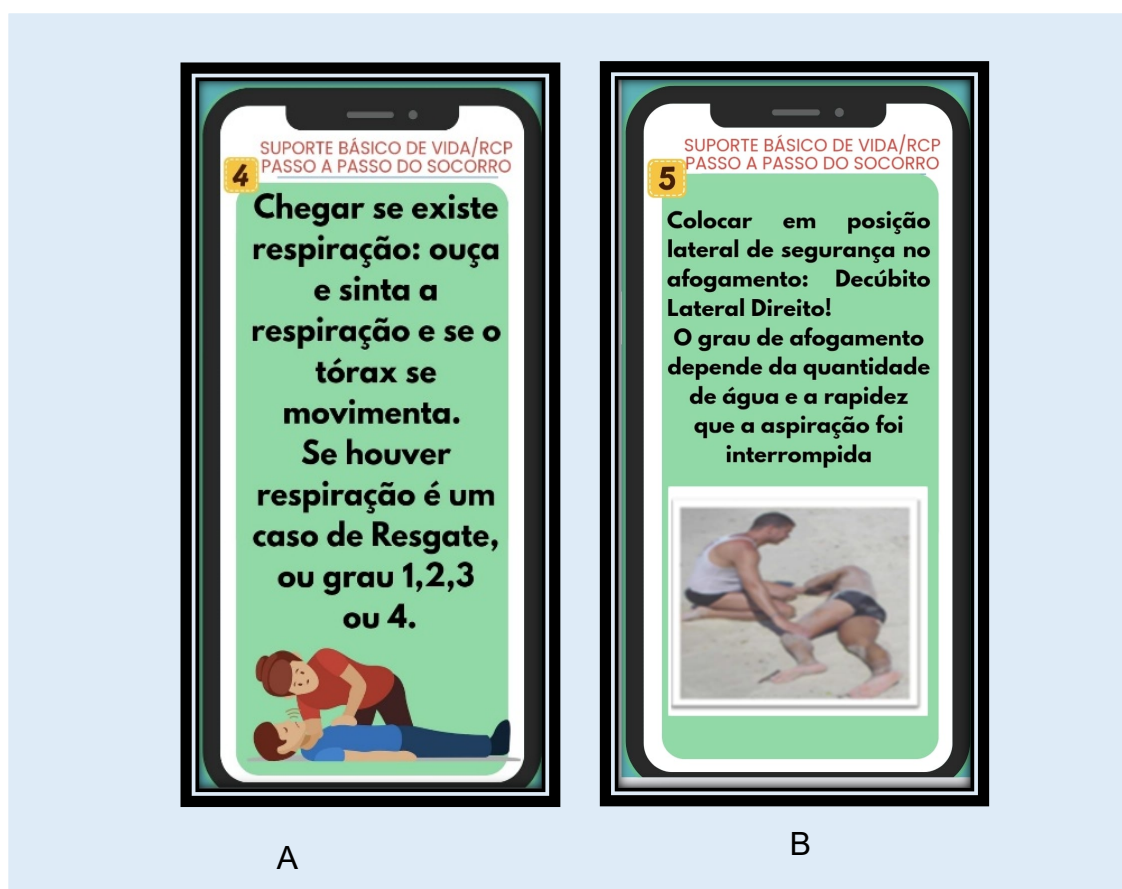 SUPORTE BÁSICO DE VIDA/RCP
PASSO A PASSO DO SOCORRO
4
Chegar se existe
respiração: ouça
e sinta a
respiração e se o
tórax se
movimenta.
Se houver
respiração é um
caso de Resgate,
ou grau 1,2,3
ou 4.
A
SUPORTE BÁSICO DE VIDA/RCP
PASSO A PASSO DO SOCORRO
5
Colocar em posição
lateral de segurança no
afogamento: Decúbito
Lateral Direito!
O grau de afogamento
depende da quantidade
de água e a rapidez
que a aspiração foi
interrompida
B